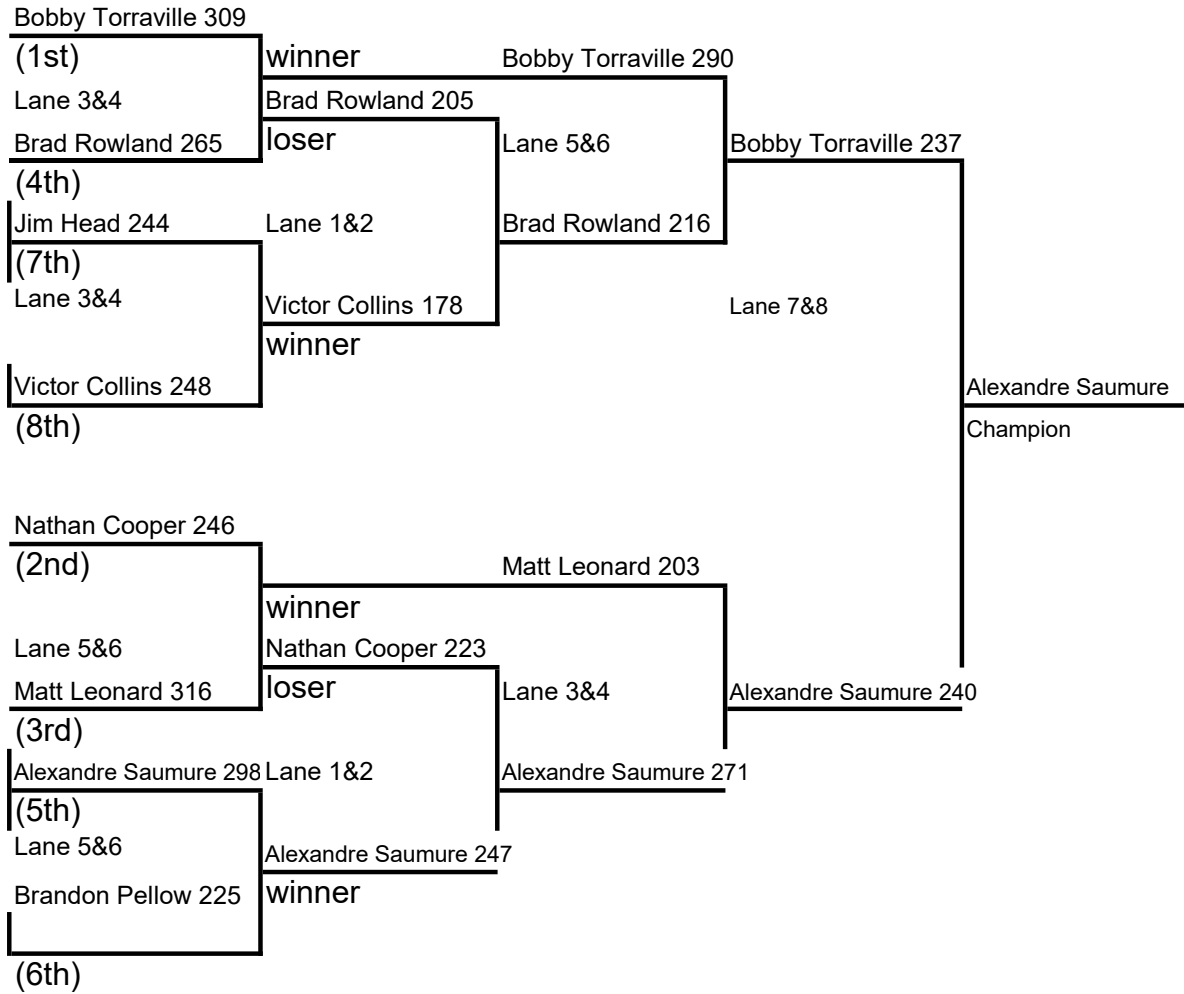 Bobby Torraville 309
(1st)
winner
Bobby Torraville 290
Lane 3&4
Brad Rowland 205
Brad Rowland 265
loser
Lane 5&6
Bobby Torraville 237
(4th)
Jim Head 244
Lane 1&2
Brad Rowland 216
(7th)
Lane 3&4
Victor Collins 178
Lane 7&8
winner
Victor Collins 248
Alexandre Saumure
(8th)
Champion
Nathan Cooper 246
(2nd)
Matt Leonard 203
winner
Lane 5&6
Nathan Cooper 223
Matt Leonard 316
loser
Lane 3&4
Alexandre Saumure 240
(3rd)
Alexandre Saumure 298
Lane 1&2
Alexandre Saumure 271
(5th)
Lane 5&6
Alexandre Saumure 247
Brandon Pellow 225
winner
(6th)